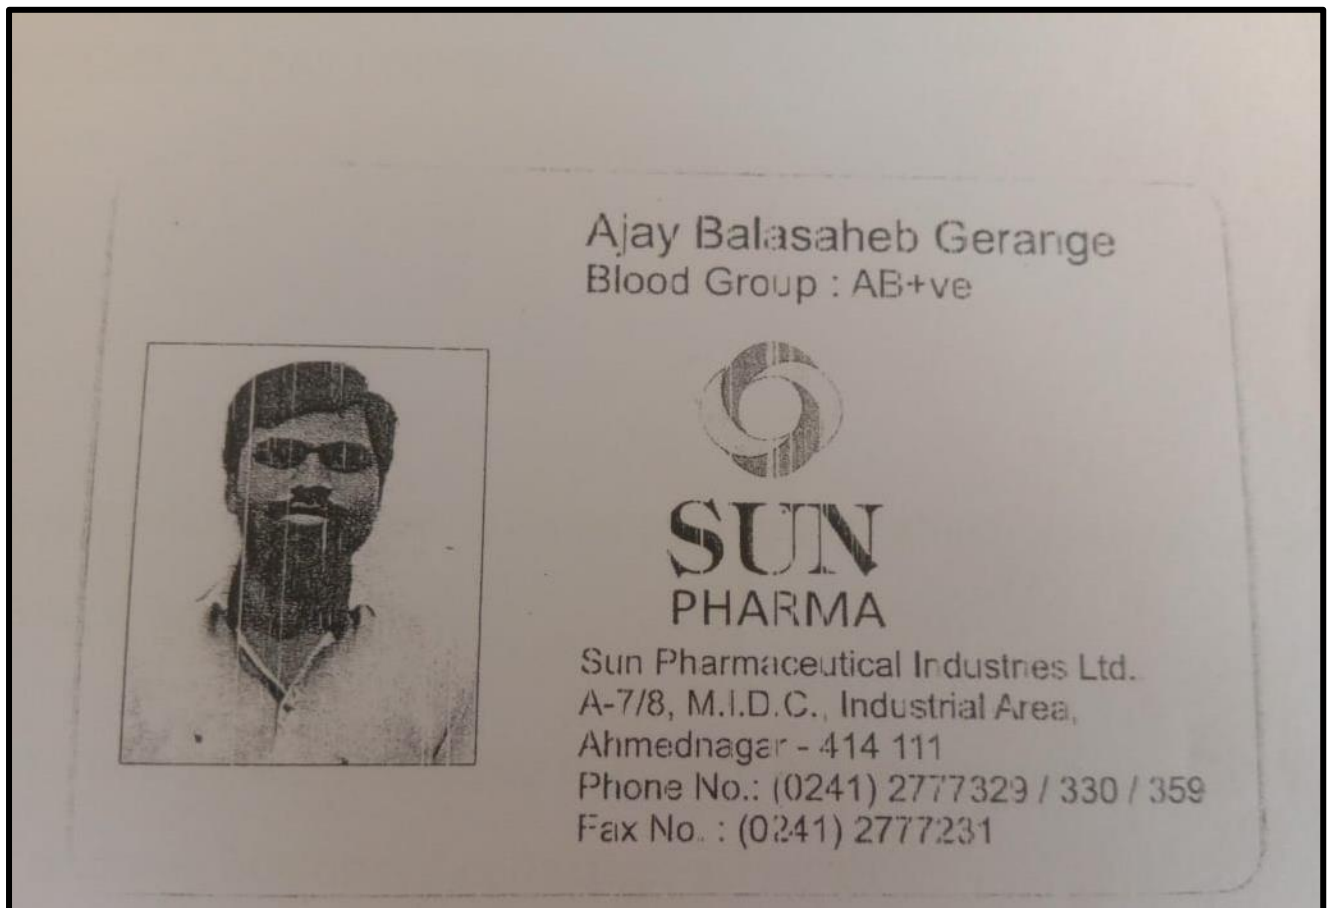 Ajay Balasaheb Gerange
Blood Group : AB+ve
SUN
PHARMA
Sun Pharmaceutical Industries Ltd.
A-7/8, M.I.D.C., Industrial Area,
Ahmednagar - 414 111
Phone No.: (0241) 2777329 / 330 / 359
Fax No. : (0241) 2777231